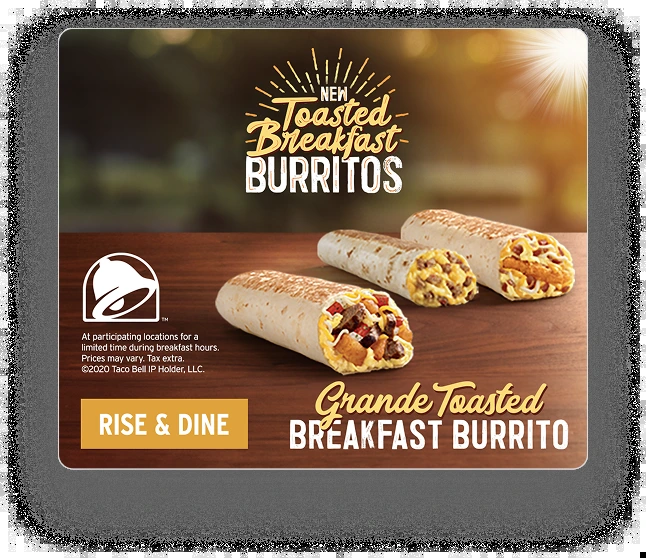 NEW
Toasted
Breakfast
BURRITOS
TM
At participating locations for a
limited time during breakfast hours.
Prices may vary. Tax extra.
©2020 Taco Bell IP Holder, LLC.
RISE & DINE
Grande Toasted
BREAKFAST BURRITO